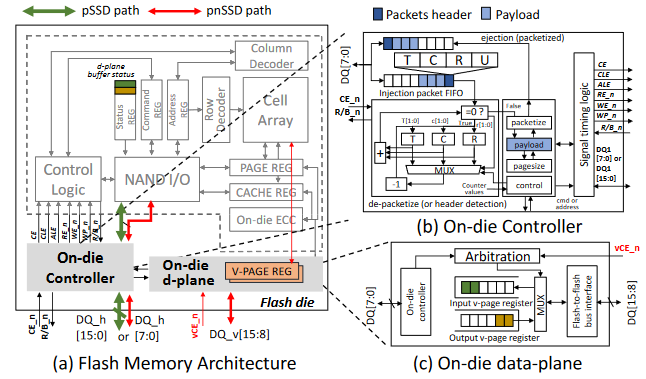 pSSD path
pnSSD path
d-plane
buffer status
Status
REG
Command
REG
Address
REG
Row
Decoder
Column
Decoder
Cell
Array
Control
Logic
NAND I/O
PAGE REG
CACHE REG
On-die ECC
CE
CLE
ALE
RE_n
WE_n
WP_n
R/B_n
On-die
Controller
On-die
d-plane
V-PAGE REG
Flash die
CE_n
R/B_n
DQ_h
[15:0]
or
DQ_h
[7:0]
vCE_n
DQ_v[15:8]
(a) Flash Memory Architecture
Packets header
Payload
ejection (packetized)
DQ
[7:0]
T C R U
Injection packet FIFO
CE_n
R/B_n
=0 ?
False
True
T[1:0]
c[1:0]
r[1:0]
T
C
R
+
MUX
-1
Counter
values
packetize
payload
pagesize
control
cmd or
address
de-packetize (or header detection)
Signal timing logic
CE
CLE
ALE
RE_n
WE_n
WP_n
R/B_n
DQ1
[7:0] or
DQ1
[15:0]
(b) On-die Controller
vCE_n
Arbitration
DQ[7:0]
On-die
controller
Input v-page register
Output v-page register
MUX
Flash-to-flash
bus interface
DQ[15:8]
(c) On-die data-plane